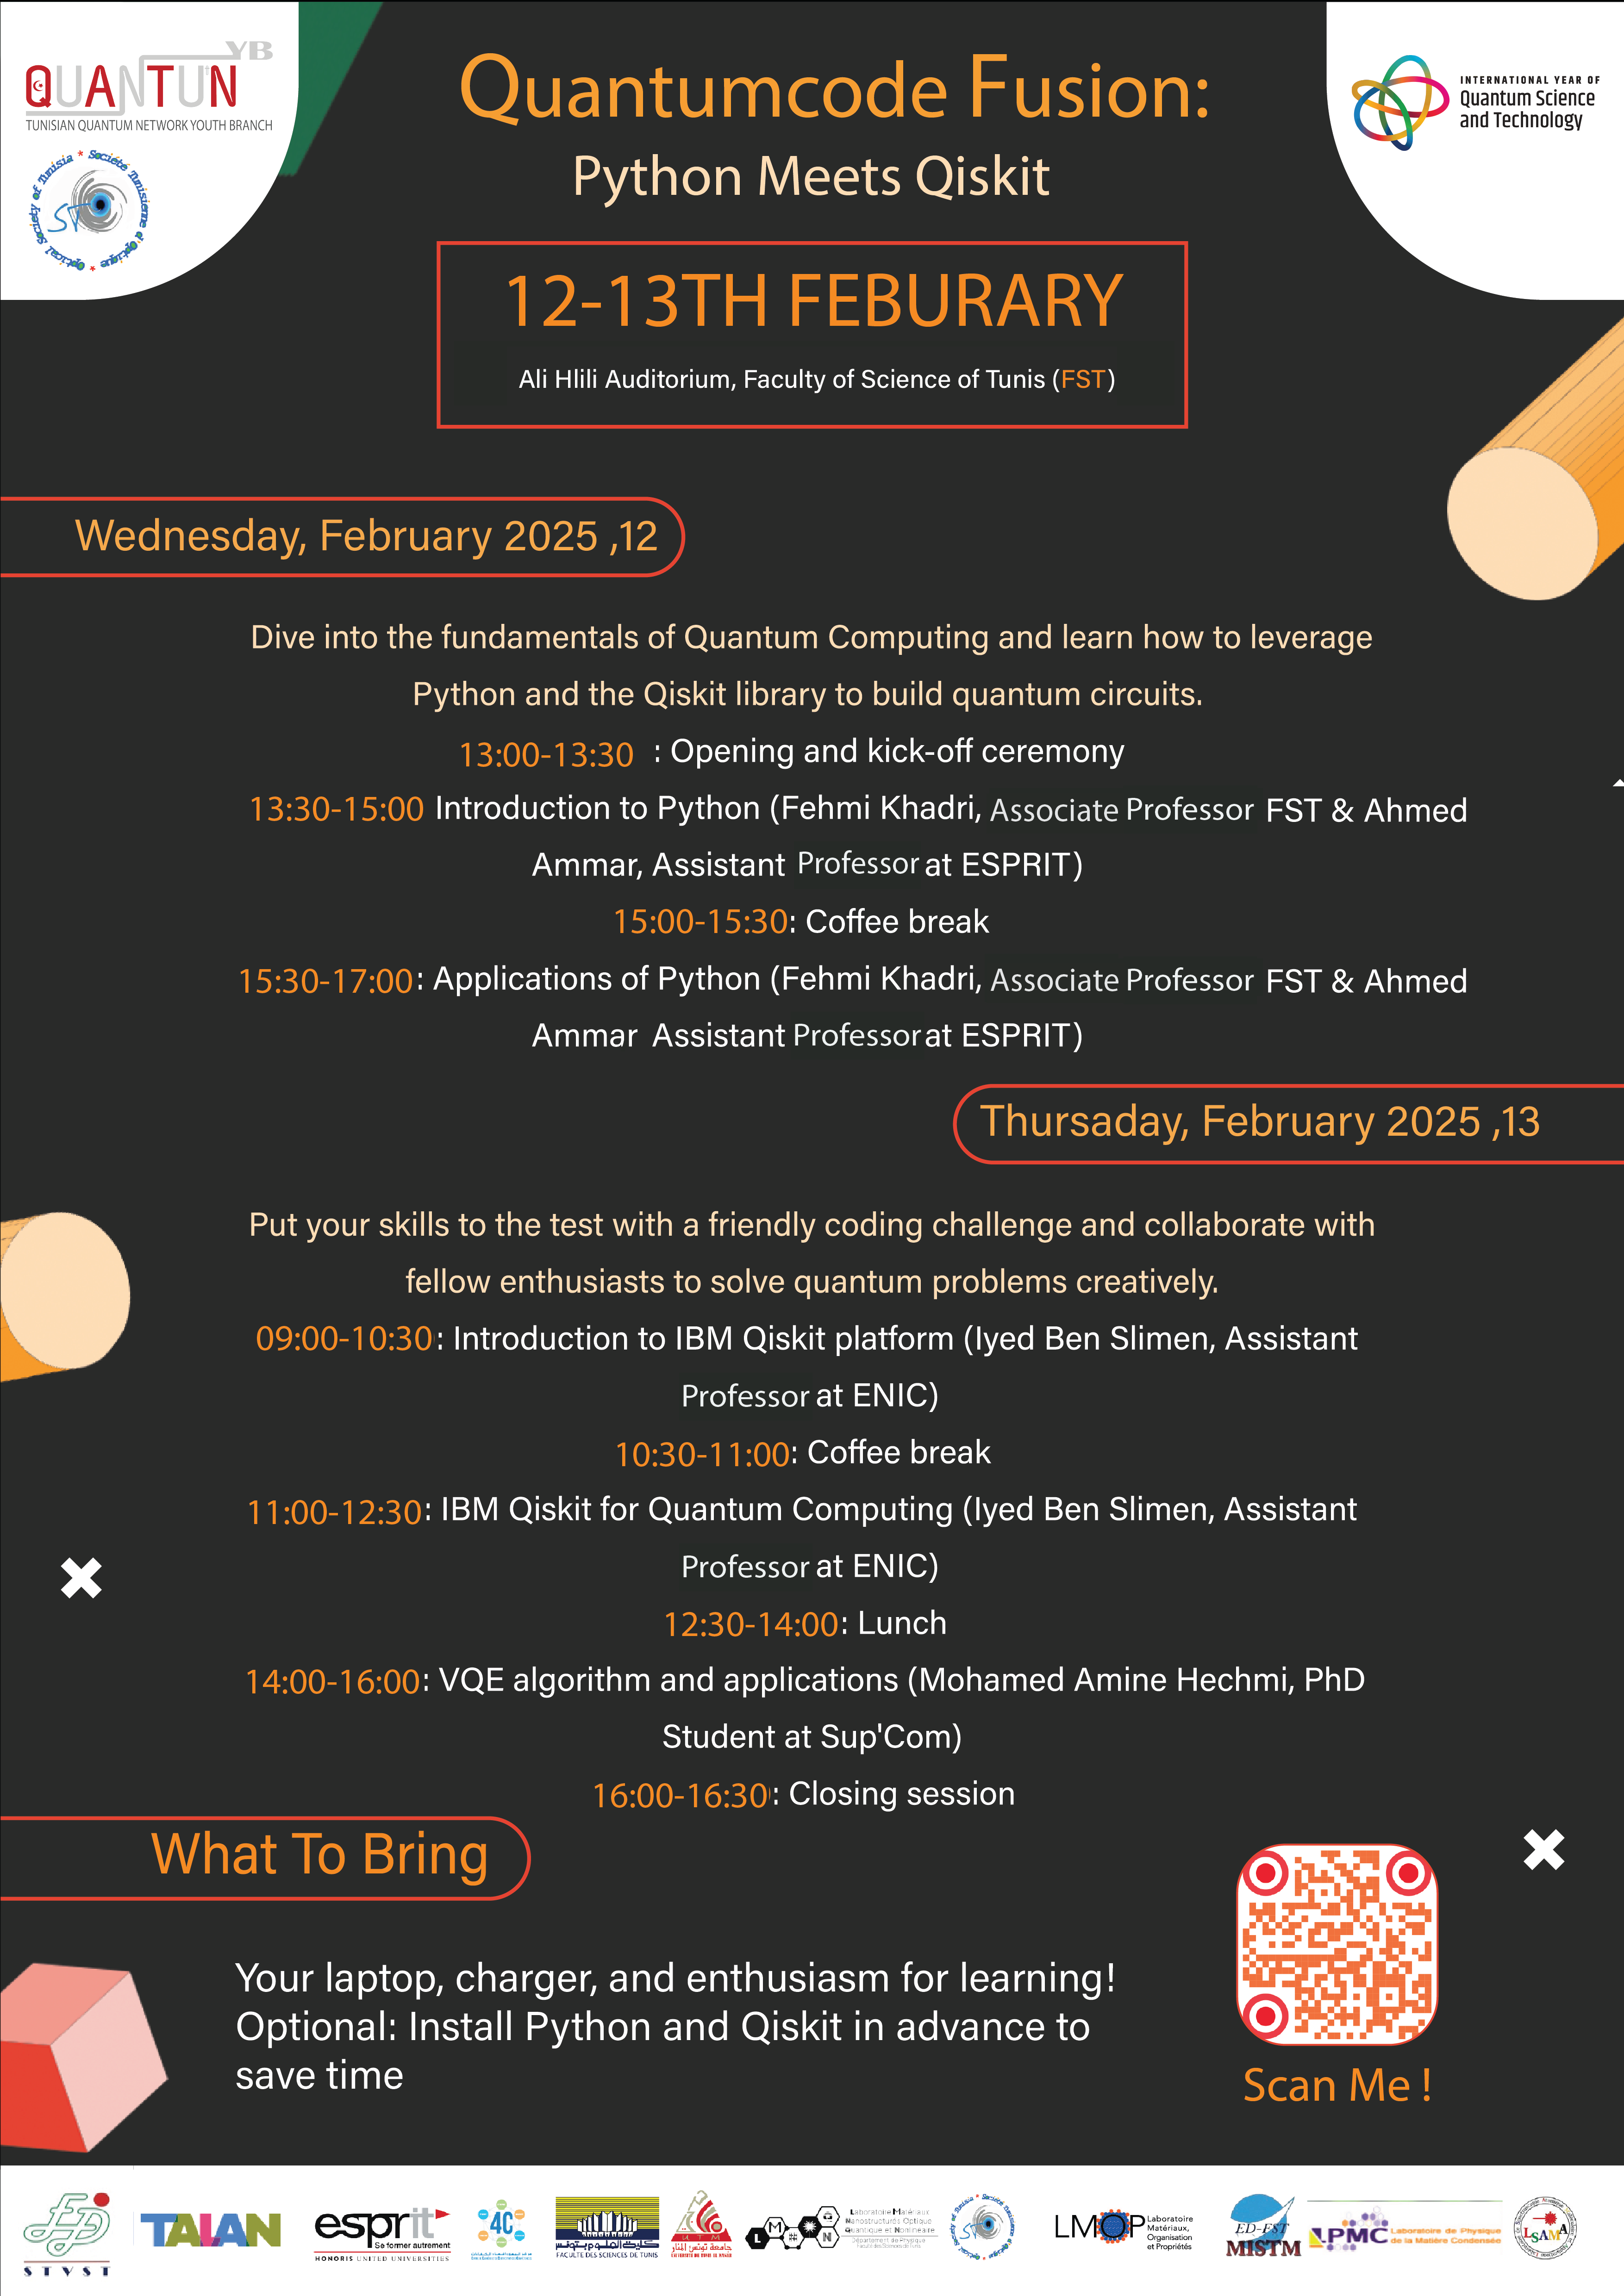 QUANTUN YB
TUNISIAN QUANTUM NETWORK YOUTH BRANCH
Optical Society of Tunisia * Société Tunisienne d'Optique *
ST
INTERNATIONAL YEAR OF
Quantum Science
and Technology
Quantumcode Fusion:
Python Meets Qiskit
12-13TH FEBURARY
Ali Hlili Auditorium, Faculty of Science of Tunis (FST)
Wednesday, February 2025 ,12
Dive into the fundamentals of Quantum Computing and learn how to leverage
Python and the Qiskit library to build quantum circuits.
13:00-13:30 : Opening and kick-off ceremony
13:30-15:00 Introduction to Python (Fehmi Khadri, Associate Professor FST & Ahmed
Ammar, Assistant Professor at ESPRIT)
15:00-15:30: Coffee break
15:30-17:00: Applications of Python (Fehmi Khadri, Associate Professor FST & Ahmed
Ammar Assistant Professor at ESPRIT)
Thursaday, February 2025 ,13
Put your skills to the test with a friendly coding challenge and collaborate with
fellow enthusiasts to solve quantum problems creatively.
09:00-10:30: Introduction to IBM Qiskit platform (Iyed Ben Slimen, Assistant
Professor at ENIC)
10:30-11:00: Coffee break
11:00-12:30: IBM Qiskit for Quantum Computing (Iyed Ben Slimen, Assistant
Professor at ENIC)
12:30-14:00: Lunch
14:00-16:00: VQE algorithm and applications (Mohamed Amine Hechmi, PhD
Student at Sup'Com)
16:00-16:30: Closing session
What To Bring
Your laptop, charger, and enthusiasm for learning!
Optional: Install Python and Qiskit in advance to
save time
Scan Me !
STVST
TALAN
esprit
Se former autrement
HONORIS UNITED UNIVERSITIES
4C
كلية العلوم بتونس
FACULTE DES SCIENCES DE TUNIS
UTM
جامعة تونس المنار
L M N Q N
Laboratoire Matériaux
Nanostructures Optique
Quantique et Nominoire
LMOP
Laboratoire
Matériaux,
Organisation
et Propriétés
ED-FST
MISTM
LPMC
Laboratoire de Physique
de la Matière Condensée
LSAMA